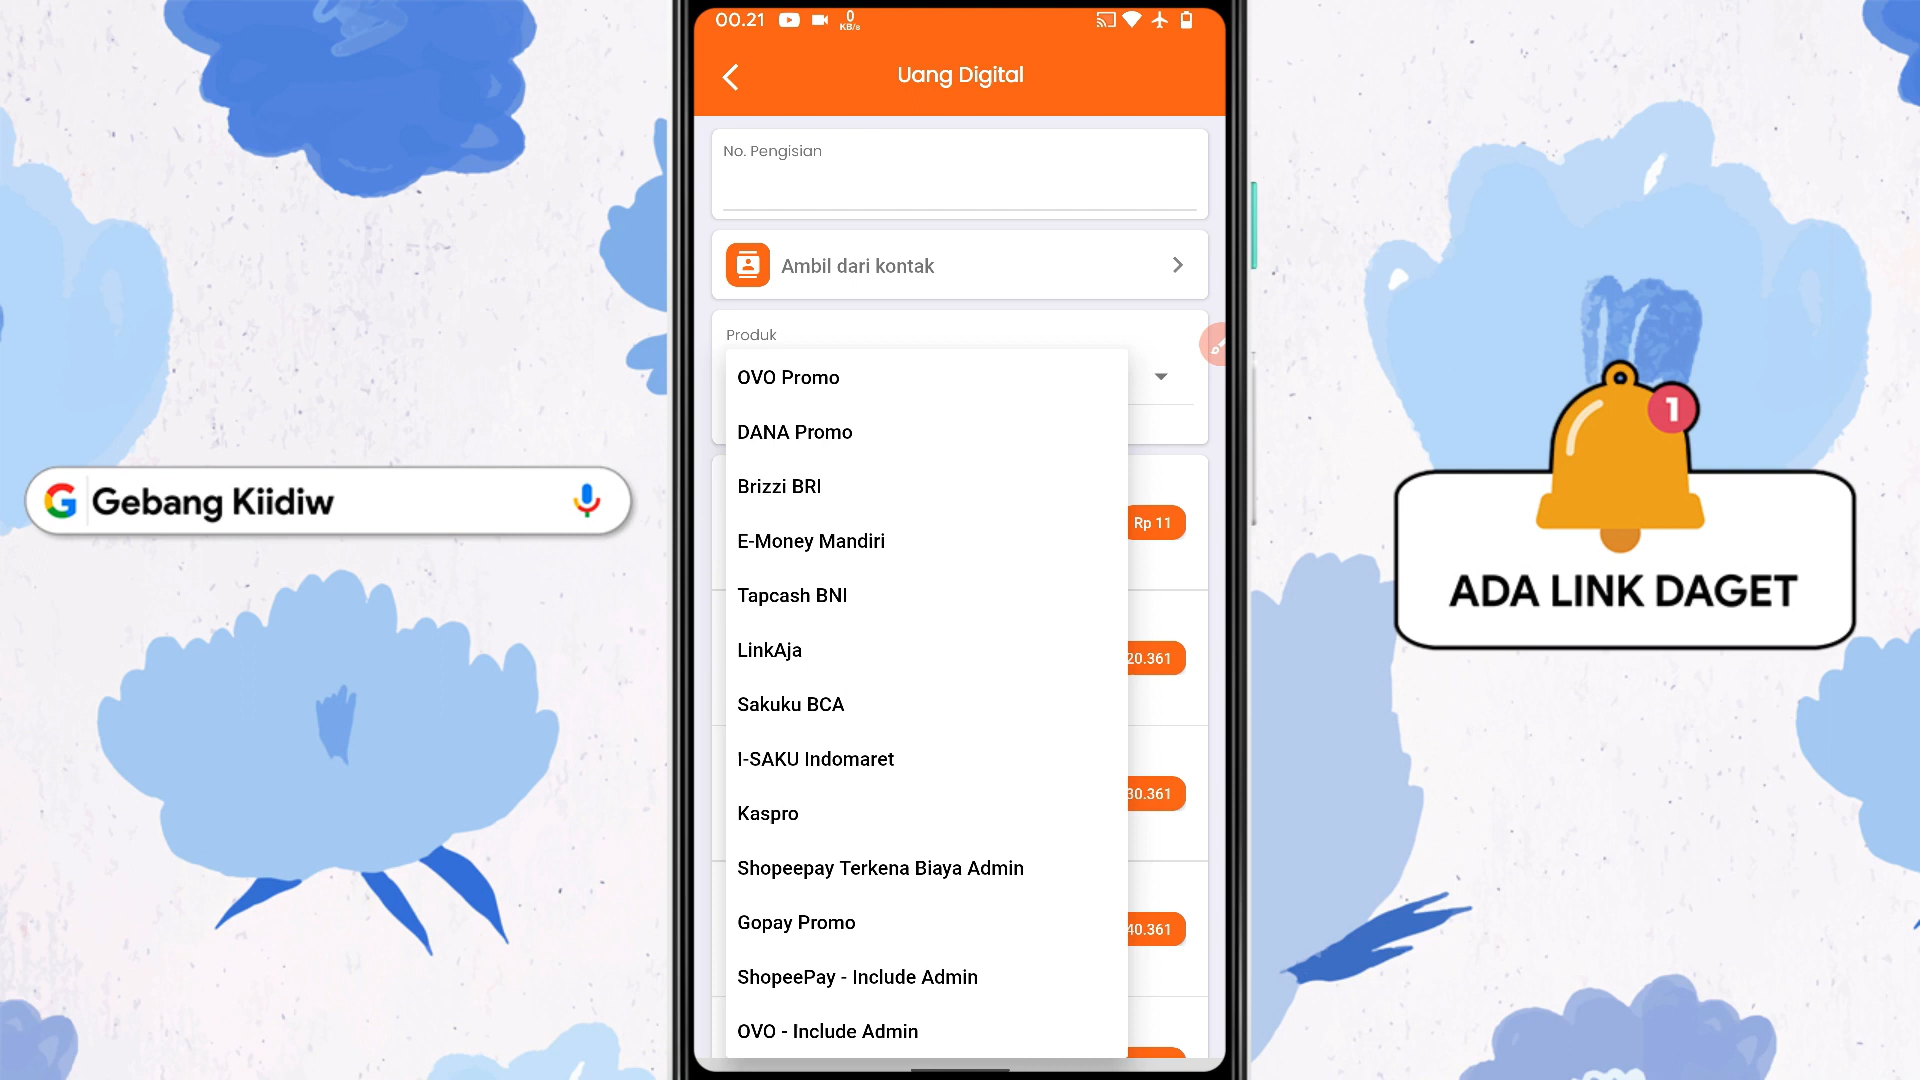 00.21
0
KB/s
Uang Digital
No. Pengisian
Ambil dari kontak
Produk
OVO Promo
DANA Promo
Brizzi BRI
E-Money Mandiri
Tapcash BNI
LinkAja
Sakuku BCA
I-SAKU Indomaret
Kaspro
Shopeepay Terkena Biaya Admin
Gopay Promo
ShopeePay - Include Admin
OVO - Include Admin
Rp 11
20.361
30.361
40.361
G Gebang Kiidiw
1
ADA LINK DAGET